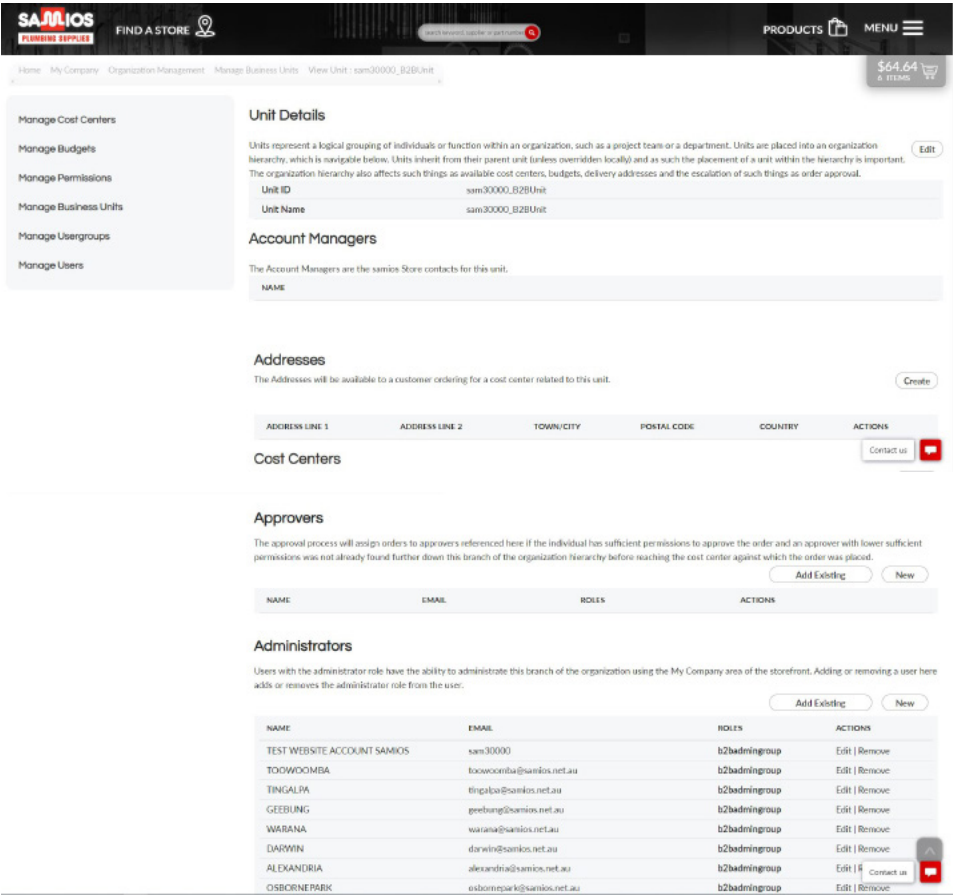 SAMIOS
PLUMBING SUPPLIES
FIND A STORE
search keyword, supplier or part number
PRODUCTS
MENU
Home My Company Organization Management Manage Business Units View Unit : sam30000_B2BUnit
$64.64
6 ITEMS
Manage Cost Centers
Manage Budgets
Manage Permissions
Manage Business Units
Manage Usergroups
Manage Users
Unit Details
Units represent a logical grouping of individuals or function within an organization, such as a project team or a department. Units are placed into an organization
hierarchy, which is navigable below. Units inherit from their parent unit (unless overridden locally) and as such the placement of a unit within the hierarchy is important.
The organization hierarchy also affects such things as available cost centers, budgets, delivery addresses and the escalation of such things as order approval.
Edit
Unit ID sam30000_B2BUnit
Unit Name sam30000_B2BUnit
Account Managers
The Account Managers are the samios Store contacts for this unit.
NAME
Addresses
The Addresses will be available to a customer ordering for a cost center related to this unit.
Create
ADDRESS LINE 1 ADDRESS LINE 2 TOWN/CITY POSTAL CODE COUNTRY ACTIONS
Contact us
Cost Centers
Approvers
The approval process will assign orders to approvers referenced here if the individual has sufficient permissions to approve the order and an approver with lower sufficient
permissions was not already found further down this branch of the organization hierarchy before reaching the cost center against which the order was placed.
Add Existing New
NAME EMAIL ROLES ACTIONS
Administrators
Users with the administrator role have the ability to administrate this branch of the organization using the My Company area of the storefront. Adding or removing a user here
adds or removes the administrator role from the user.
Add Existing New
NAME EMAIL ROLES ACTIONS
TEST WEBSITE ACCOUNT SAMIOS sam30000 b2badmingroup Edit | Remove
TOOWOOMBA toowoomba@samios.net.au b2badmingroup Edit | Remove
TINGALPA tingalpa@samios.net.au b2badmingroup Edit | Remove
GEEBUNG geebung@samios.net.au b2badmingroup Edit | Remove
WARANA warana@samios.net.au b2badmingroup Edit | Remove
DARWIN darwin@samios.net.au b2badmingroup Edit | Remove
ALEXANDRIA alexandria@samios.net.au b2badmingroup Edit | R
Contact us
OSBORNEPARK osbornepark@samios.net.au b2badmingroup Edit | Remove